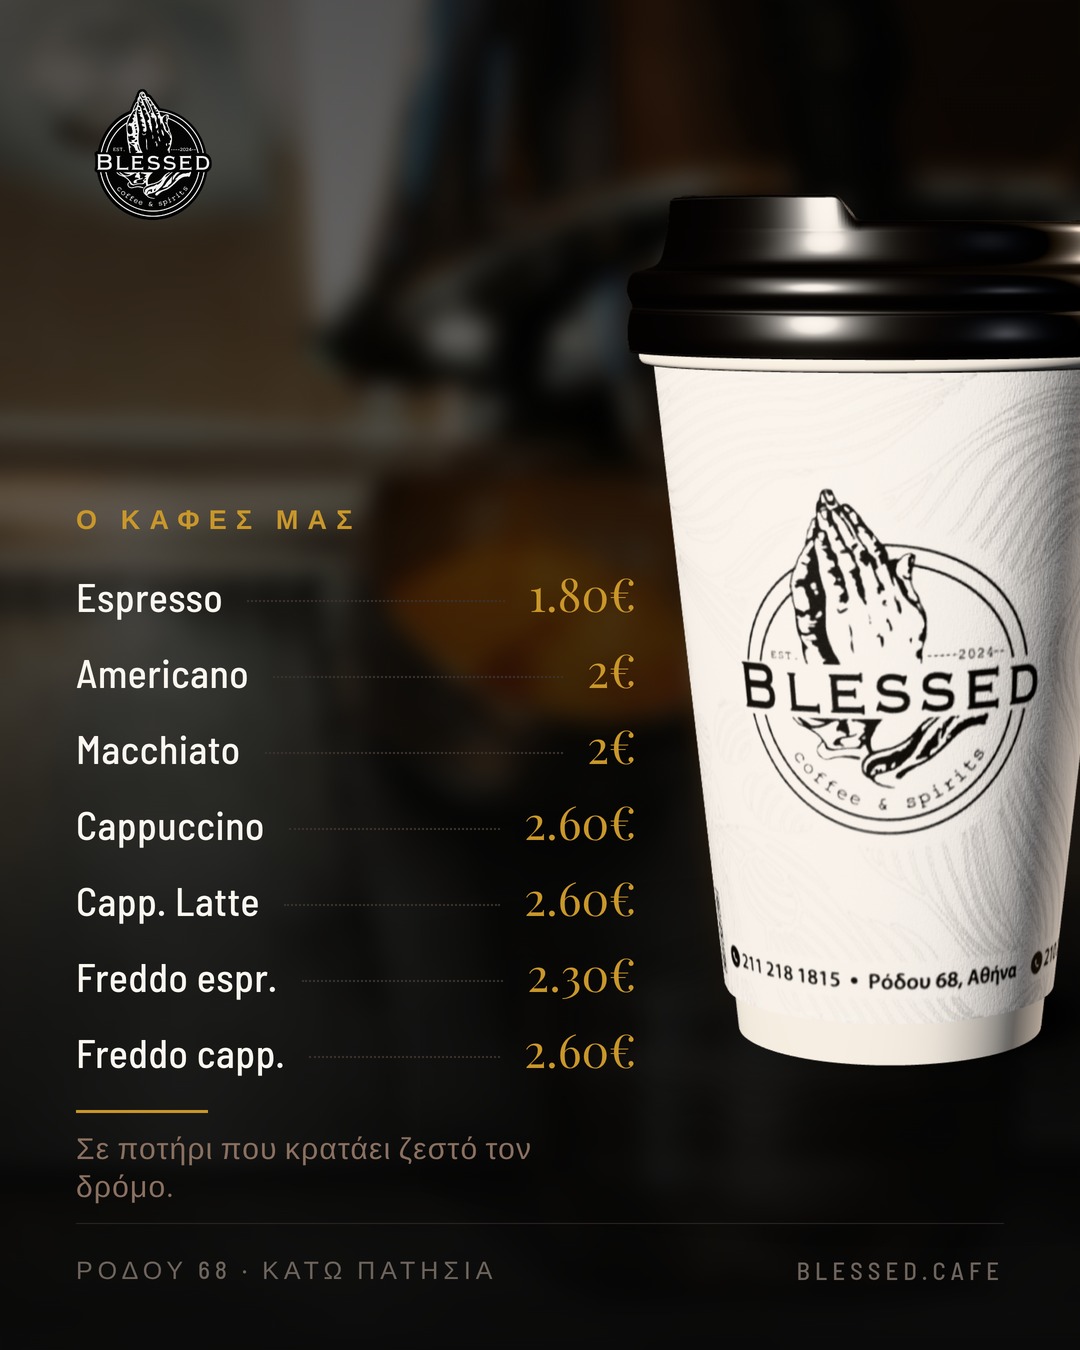 EST. ----2024--
BLESSED
coffee & spirits
Ο ΚΑΦΕΣ ΜΑΣ
Espresso 1.80€
Americano 2€
Macchiato 2€
Cappuccino 2.60€
Capp. Latte 2.60€
Freddo espr. 2.30€
Freddo capp. 2.60€
Σε ποτήρι που κρατάει ζεστό τον
δρόμο.
EST. -----2024--
BLESSED
coffee & spirits
211 218 1815 • Ρόδου 68, Αθήνα 210
ΡΟΔΟΥ 68 · ΚΑΤΩ ΠΑΤΗΣΙΑ
BLESSED.CAFE